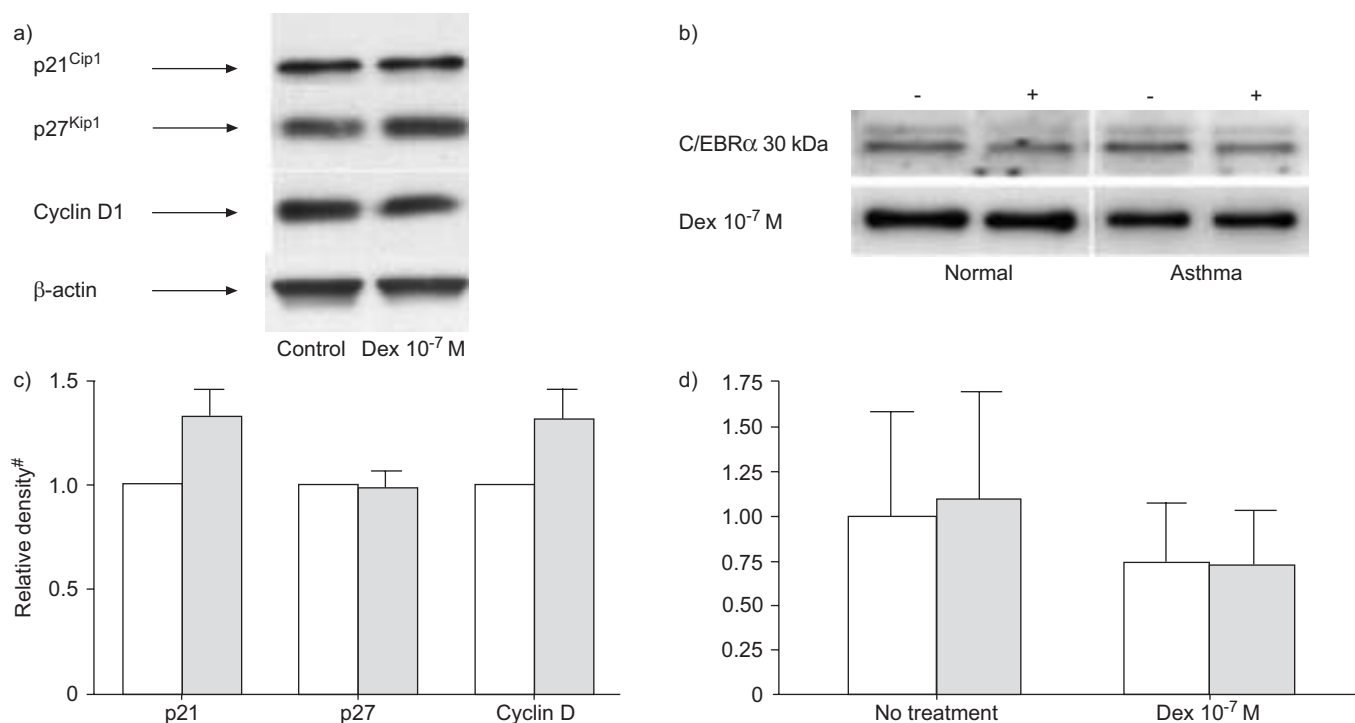 a)
p21Cip1
p27Kip1
Cyclin D1
β-actin
Control Dex 10-7 M
b)
- + - +
C/EBRα 30 kDa
Dex 10-7 M
Normal Asthma
c)
1.5
1.0
0.5
0
Relative density#
p21 p27 Cyclin D
d)
1.75
1.50
1.25
1.00
0.75
0.50
0.25
0
No treatment Dex 10-7 M